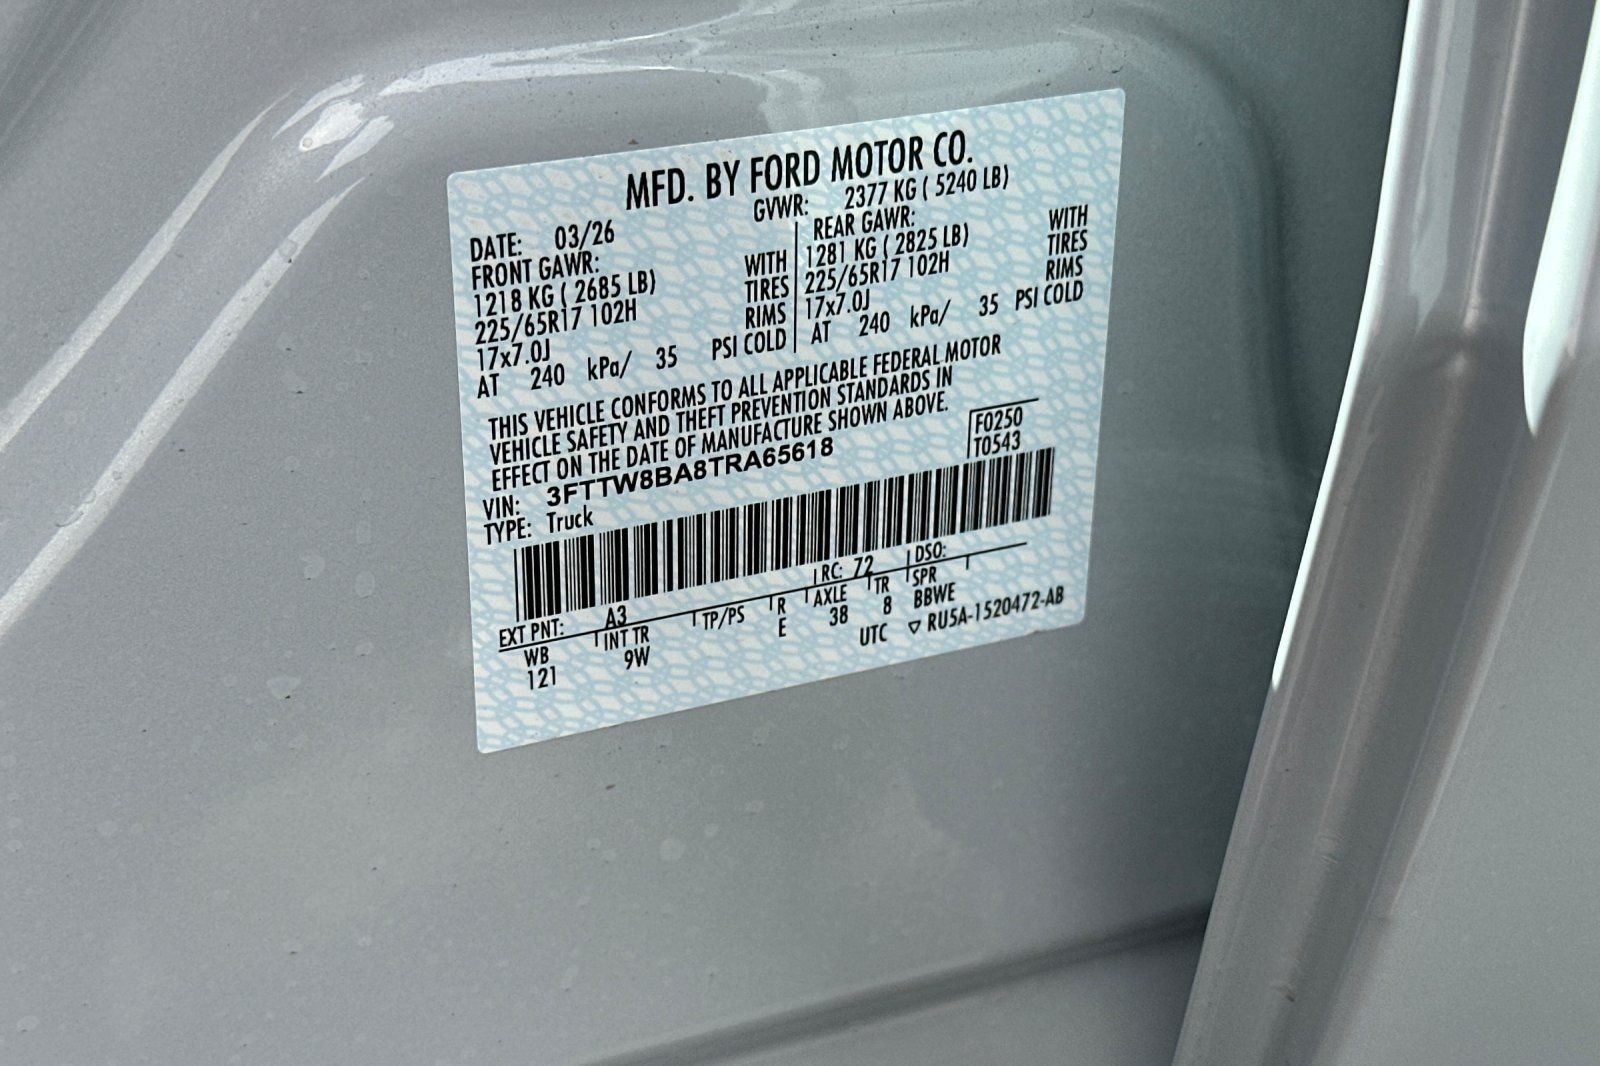 MFD. BY FORD MOTOR CO.
DATE: 03/26
GVWR: 2377 KG ( 5240 LB)
FRONT GAWR:
1218 KG ( 2685 LB) WITH
225/65R17 102H TIRES
17x7.0J RIMS
AT 240 kPa/ 35 PSI COLD
REAR GAWR:
1281 KG ( 2825 LB) WITH
225/65R17 102H TIRES
17x7.0J RIMS
AT 240 kPa/ 35 PSI COLD
THIS VEHICLE CONFORMS TO ALL APPLICABLE FEDERAL MOTOR
VEHICLE SAFETY AND THEFT PREVENTION STANDARDS IN
EFFECT ON THE DATE OF MANUFACTURE SHOWN ABOVE.
VIN: 3FTTW8BA8TRA65618
TYPE: Truck
F0250
T0543
EXT PNT: A3 RC: 72 DSO:
WB INT TR TP/PS R AXLE TR SPR
121 9W E 38 8 BBWE
UTC ▽ RU5A-1520472-AB